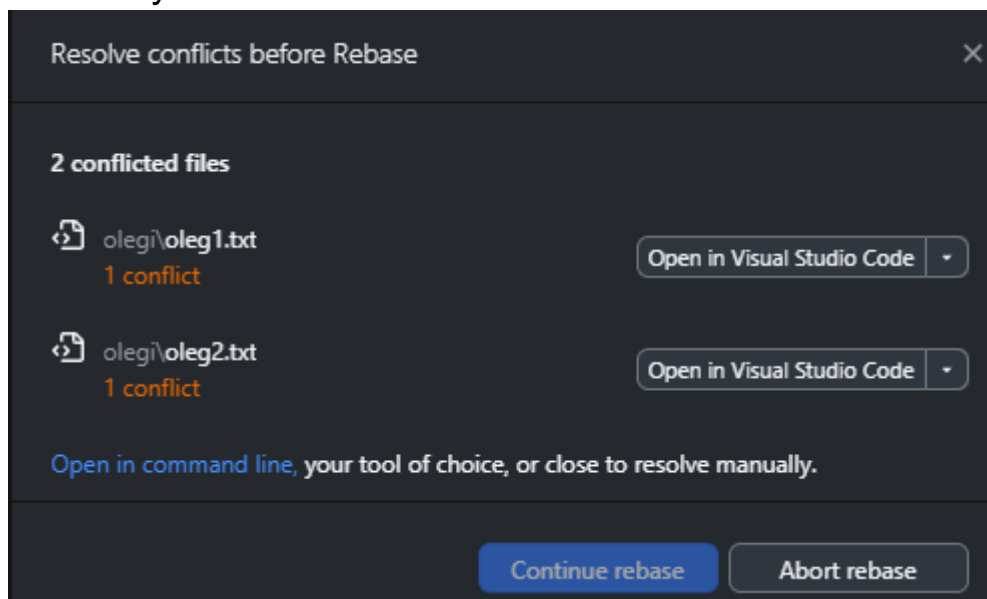 Resolve conflicts before Rebase
2 conflicted files
olegi\oleg1.txt
Open in Visual Studio Code
1 conflict
olegi\oleg2.txt
Open in Visual Studio Code
1 conflict
Open in command line, your tool of choice, or close to resolve manually.
Continue rebase
Abort rebase